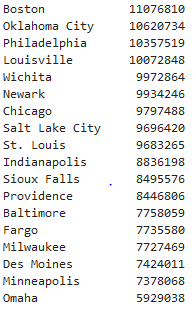 Boston 11076810
Oklahoma City 10620734
Philadelphia 10357519
Louisville 10072848
Wichita 9972864
Newark 9934246
Chicago 9797488
Salt Lake City 9696420
St. Louis 9683265
Indianapolis 8836198
Sioux Falls 8495576
Providence 8446806
Baltimore 7758059
Fargo 7735580
Milwaukee 7727469
Des Moines 7424011
Minneapolis 7378068
Omaha 5929038